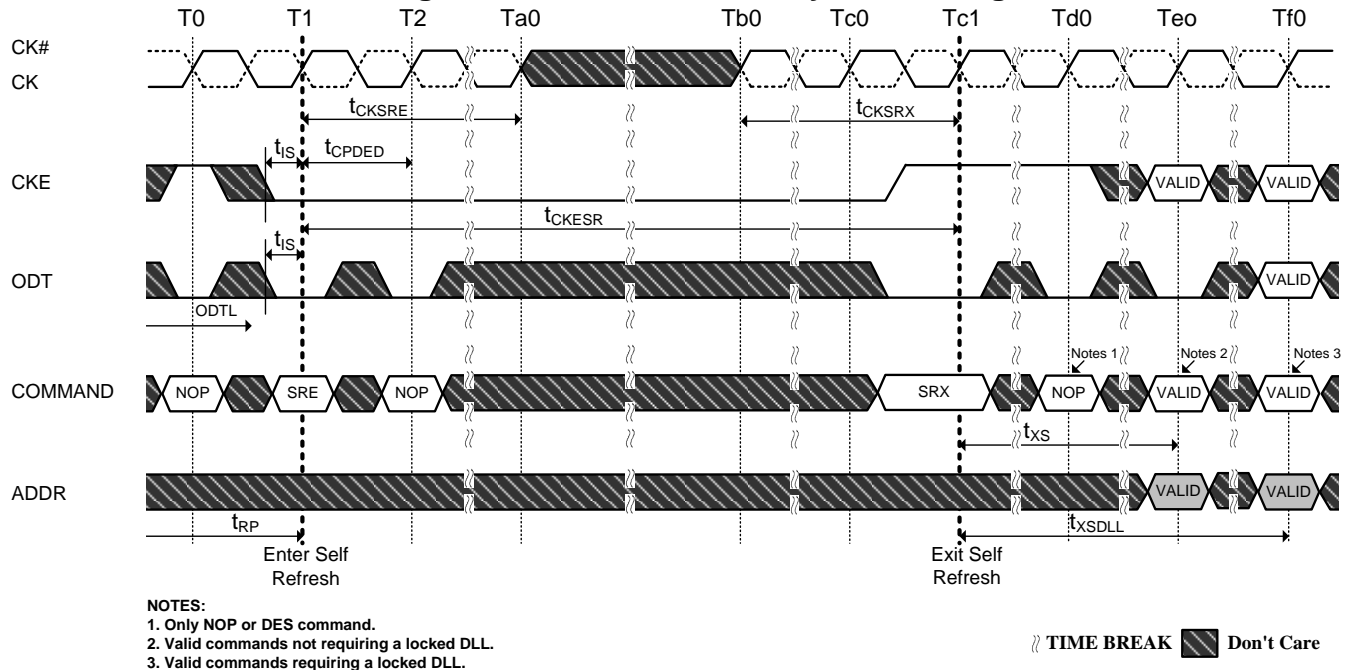 T0 T1 T2 Ta0 Tb0 Tc0 Tc1 Td0 Teo Tf0
CK#
CK
tCKSRE tCKSRX
tIS tCPDED
CKE VALID VALID
tCKESR
tIS
ODT VALID
ODTL
Notes 1 Notes 2 Notes 3
COMMAND NOP SRE NOP SRX NOP VALID VALID
tXS
ADDR VALID VALID
tRP tXSDLL
Enter Self
Refresh
Exit Self
Refresh
NOTES:
1. Only NOP or DES command.
2. Valid commands not requiring a locked DLL.
3. Valid commands requiring a locked DLL.
TIME BREAK Don't Care